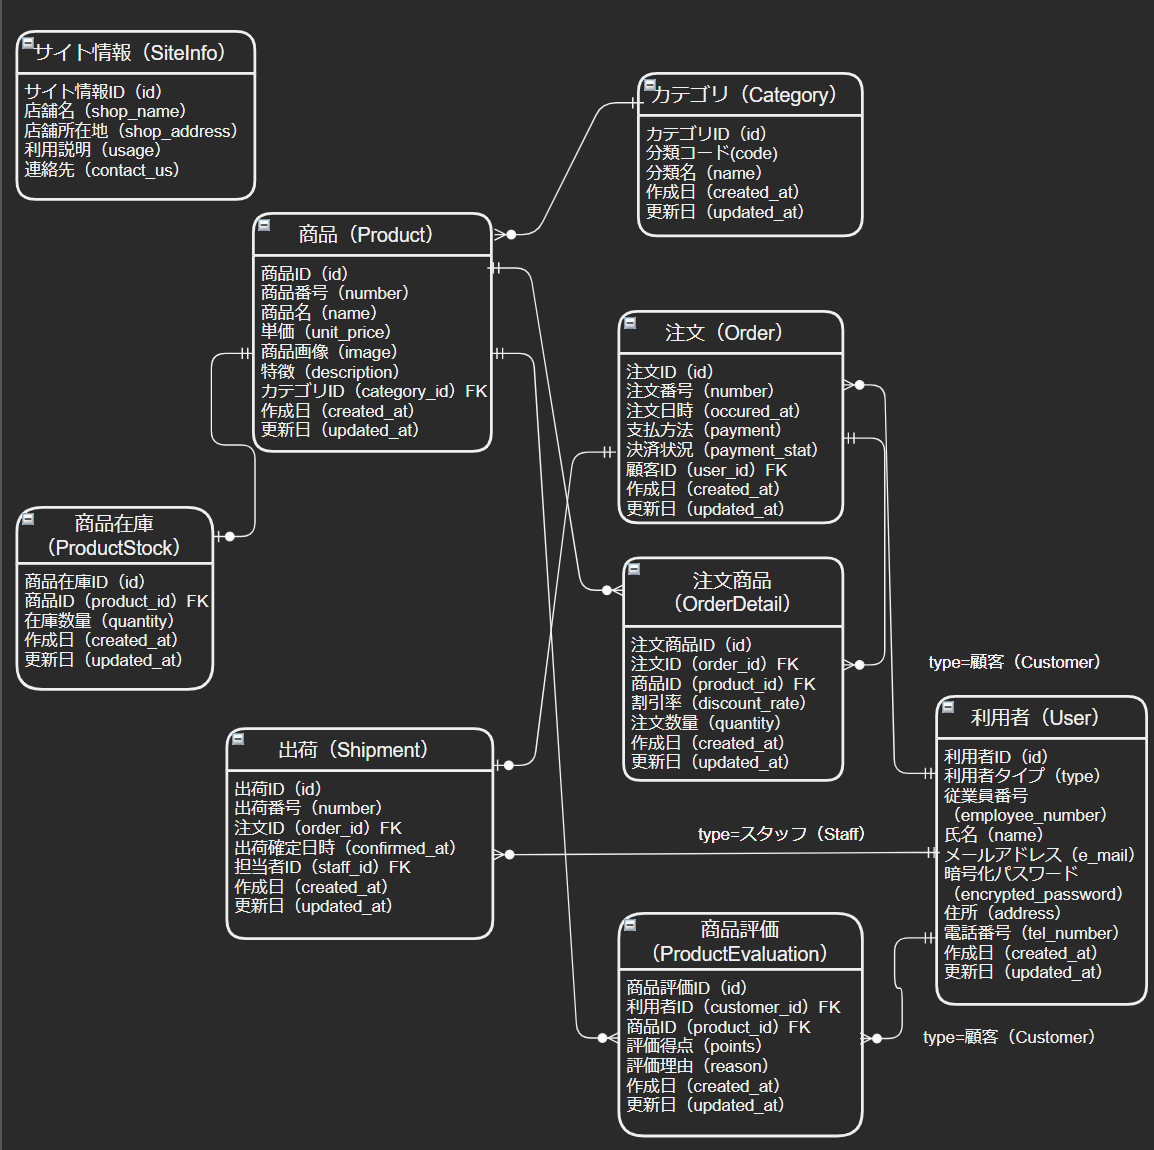 サイト情報（SiteInfo）
サイト情報ID（id）
店舗名（shop_name）
店舗所在地（shop_address）
利用説明（usage）
連絡先（contact_us）
カテゴリ（Category）
カテゴリID（id）
分類コード(code)
分類名（name）
作成日（created_at）
更新日（updated_at）
商品（Product）
商品ID（id）
商品番号（number）
商品名（name）
単価（unit_price）
商品画像（image）
特徴（description）
カテゴリID（category_id）FK
作成日（created_at）
更新日（updated_at）
注文（Order）
注文ID（id）
注文番号（number）
注文日時（occured_at）
支払方法（payment）
決済状況（payment_stat）
顧客ID（user_id）FK
作成日（created_at）
更新日（updated_at）
商品在庫
（ProductStock）
商品在庫ID（id）
商品ID（product_id）FK
在庫数量（quantity）
作成日（created_at）
更新日（updated_at）
注文商品
（OrderDetail）
注文商品ID（id）
注文ID（order_id）FK
商品ID（product_id）FK
割引率（discount_rate）
注文数量（quantity）
作成日（created_at）
更新日（updated_at）
type=顧客（Customer）
利用者（User）
利用者ID（id）
利用者タイプ（type）
従業員番号
（employee_number）
氏名（name）
メールアドレス（e_mail）
暗号化パスワード
（encrypted_password）
住所（address）
電話番号（tel_number）
作成日（created_at）
更新日（updated_at）
出荷（Shipment）
出荷ID（id）
出荷番号（number）
注文ID（order_id）FK
出荷確定日時（confirmed_at）
担当者ID（staff_id）FK
作成日（created_at）
更新日（updated_at）
type=スタッフ（Staff）
商品評価
（ProductEvaluation）
商品評価ID（id）
利用者ID（customer_id）FK
商品ID（product_id）FK
評価得点（points）
評価理由（reason）
作成日（created_at）
更新日（updated_at）
type=顧客（Customer）